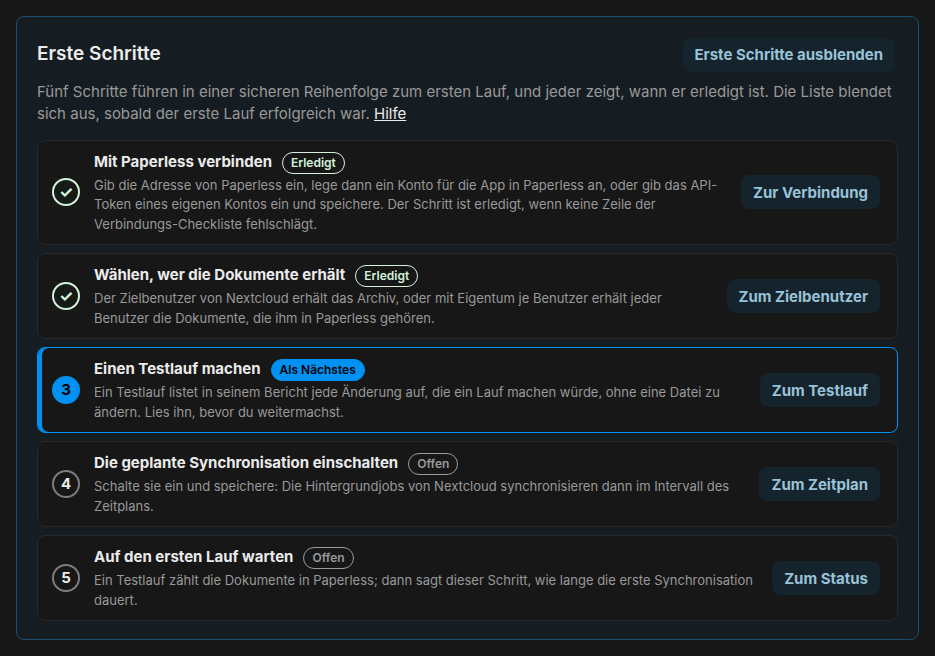 Erste Schritte
Erste Schritte ausblenden
Fünf Schritte führen in einer sicheren Reihenfolge zum ersten Lauf, und jeder zeigt, wann er erledigt ist. Die Liste blendet
sich aus, sobald der erste Lauf erfolgreich war. Hilfe
Mit Paperless verbinden Erledigt
Gib die Adresse von Paperless ein, lege dann ein Konto für die App in Paperless an, oder gib das API-
Token eines eigenen Kontos ein und speichere. Der Schritt ist erledigt, wenn keine Zeile der
Verbindungs-Checkliste fehlschlägt.
Zur Verbindung
Wählen, wer die Dokumente erhält Erledigt
Der Zielbenutzer von Nextcloud erhält das Archiv, oder mit Eigentum je Benutzer erhält jeder
Benutzer die Dokumente, die ihm in Paperless gehören.
Zum Zielbenutzer
3
Einen Testlauf machen Als Nächstes
Ein Testlauf listet in seinem Bericht jede Änderung auf, die ein Lauf machen würde, ohne eine Datei zu
ändern. Lies ihn, bevor du weitermachst.
Zum Testlauf
4
Die geplante Synchronisation einschalten Offen
Schalte sie ein und speichere: Die Hintergrundjobs von Nextcloud synchronisieren dann im Intervall des
Zeitplans.
Zum Zeitplan
5
Auf den ersten Lauf warten Offen
Ein Testlauf zählt die Dokumente in Paperless; dann sagt dieser Schritt, wie lange die erste Synchronisation
dauert.
Zum Status